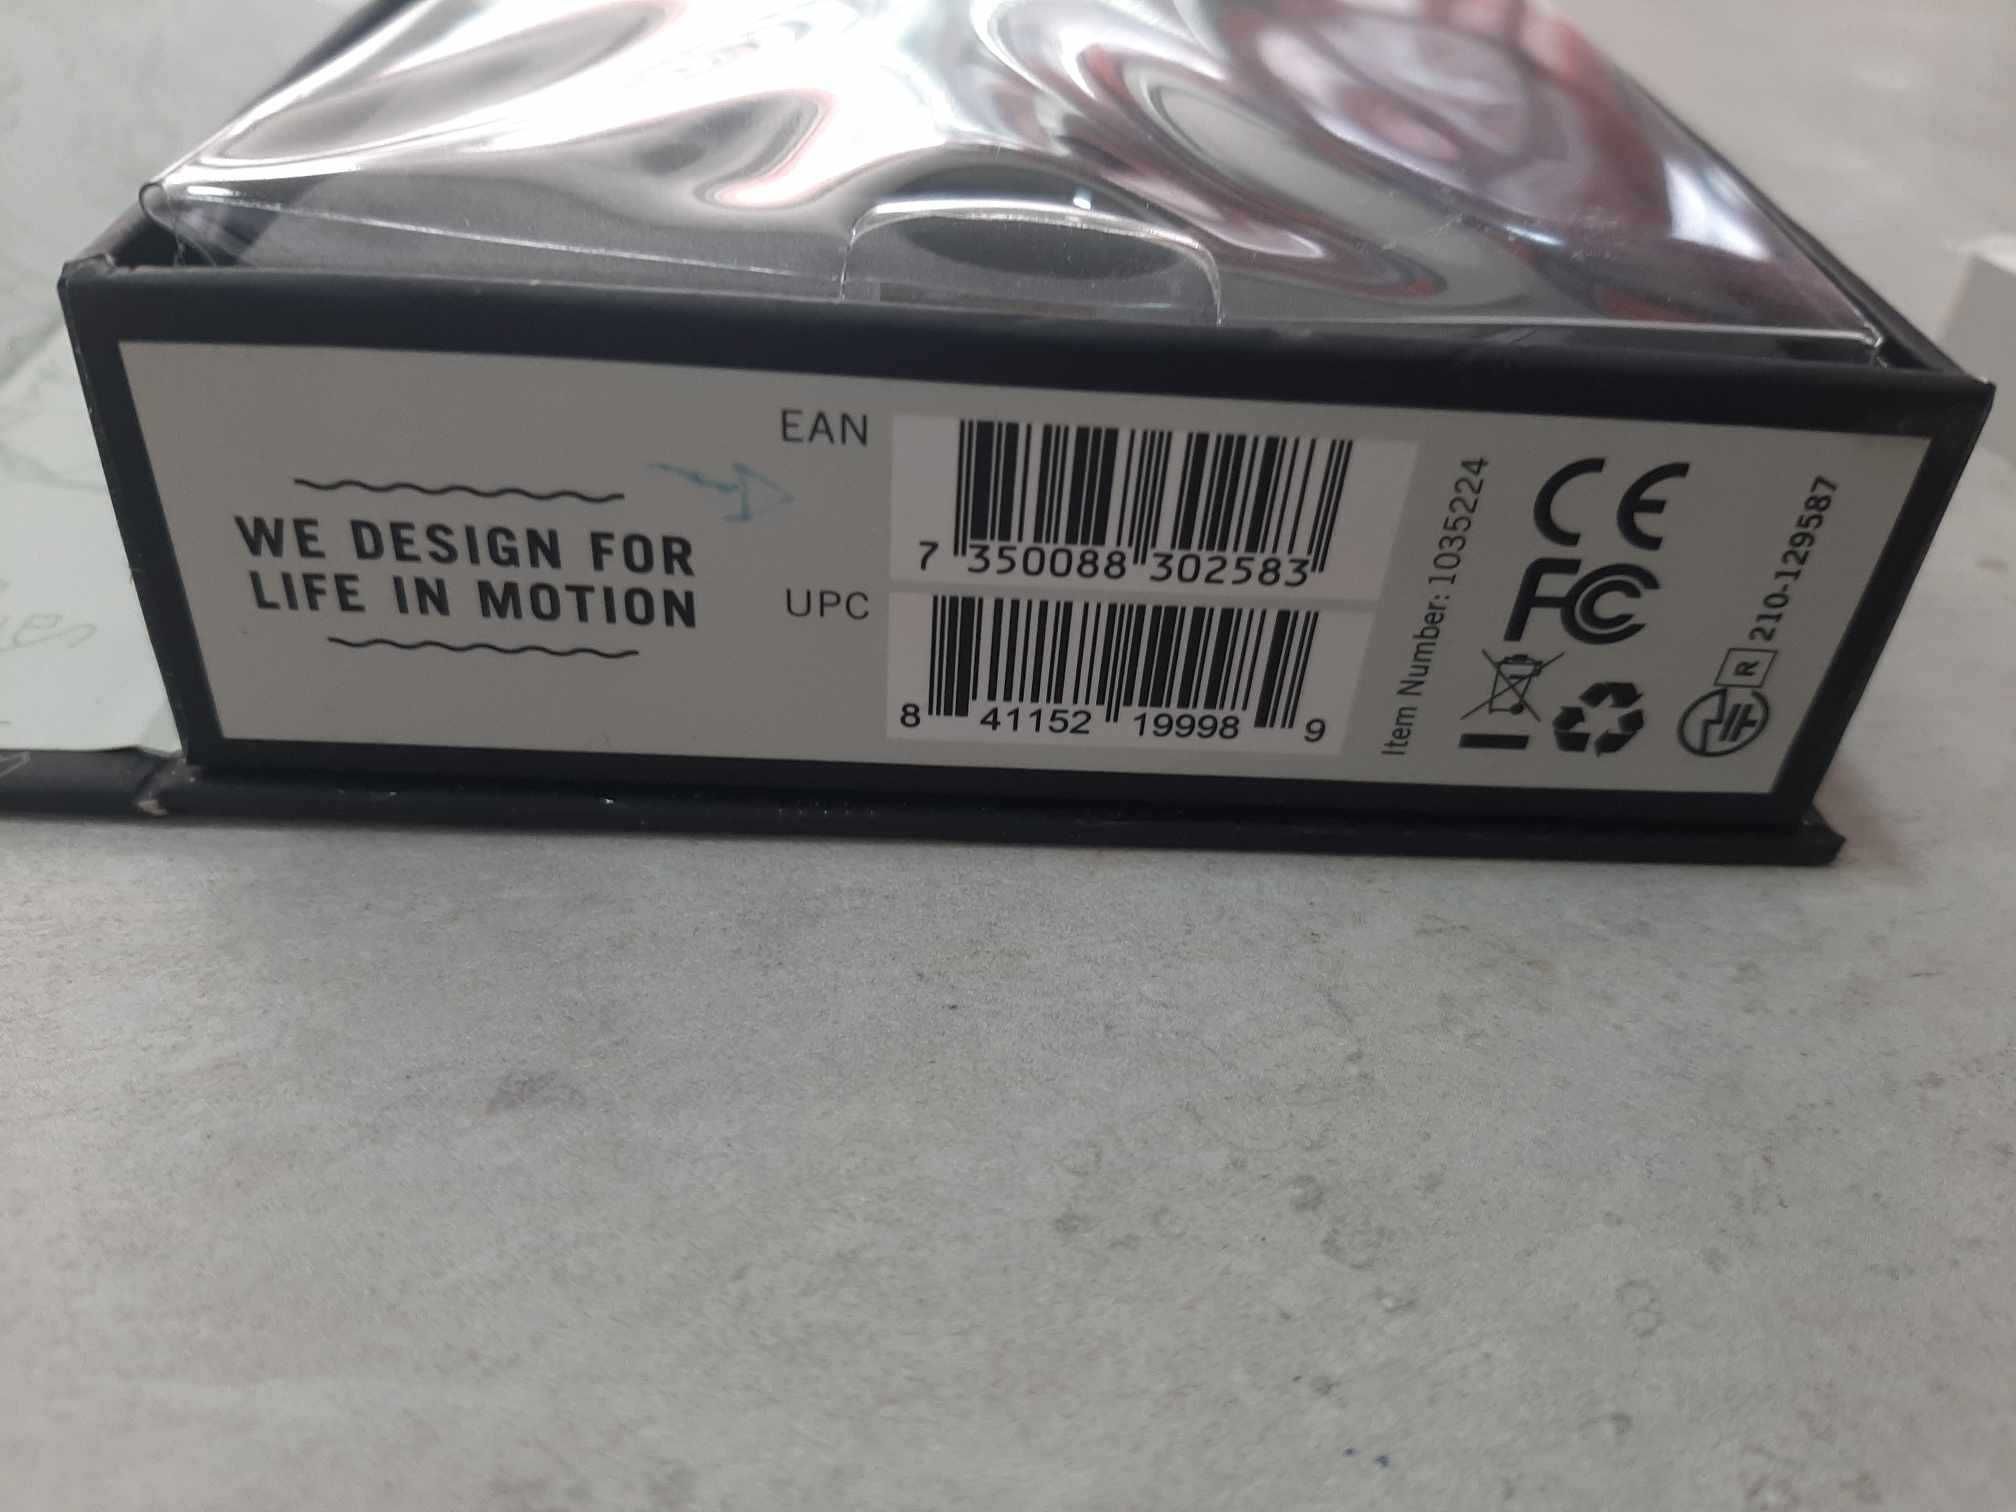 WE DESIGN FOR
LIFE IN MOTION
EAN
7 350088 302583
UPC
8 41152 19998 9
Item Number: 1035224
CE
FC
R 210-129587